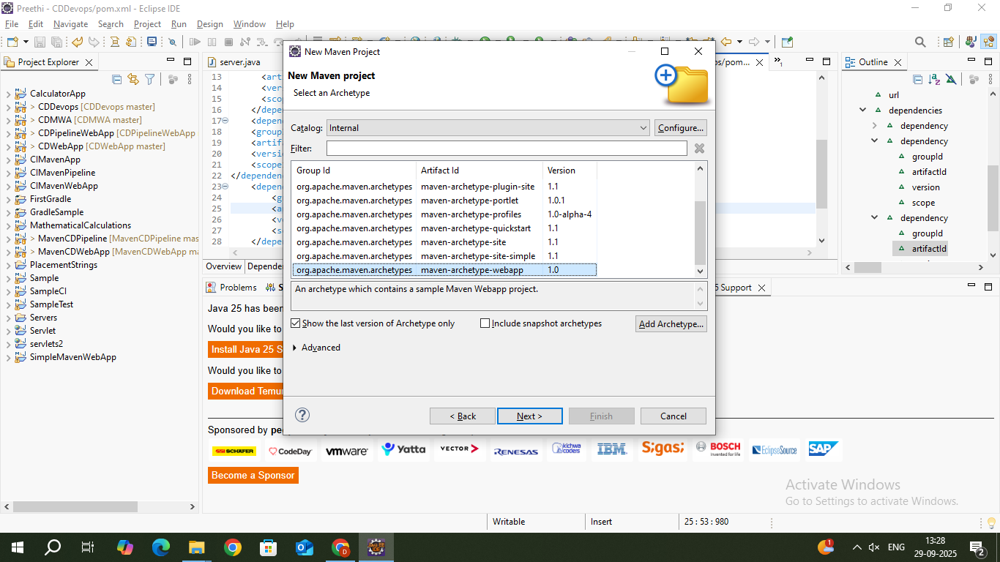 Preethi - CDDevops/pom.xml - Eclipse IDE
File Edit Navigate Search Project Run Design Window Help
Project Explorer
CalculatorApp
> CDDevops [CDDevops master]
> CDMWA [CDMWA master]
> CDPipelineWebApp [CDPipelineWebApp
> CDWebApp [CDWebApp master]
CIMavenApp
CIMavenPipeline
CIMavenWebApp
FirstGradle
GradleSample
MathematicalCalculations
> MavenCDPipeline [MavenCDPipeline mas
> MavenCDWebApp [MavenCDWebApp ma
PlacementStrings
Sample
SampleCI
SampleTest
Servers
Servlet
servlets2
SimpleMavenWebApp
server.java
13 <art
14 <ver
15 <sco
16 </depen
17 <depend
18 <group
19 <artifa
20 <versio
21 <scope
22 </dependenc
23 <depen
24 <g
25 <a
26 <v
27 <s
28 </depe
Overview Depende
New Maven Project
New Maven project
Select an Archetype
Catalog: Internal Configure...
Filter:
Group Id Artifact Id Version
org.apache.maven.archetypes maven-archetype-plugin-site 1.1
org.apache.maven.archetypes maven-archetype-portlet 1.0.1
org.apache.maven.archetypes maven-archetype-profiles 1.0-alpha-4
org.apache.maven.archetypes maven-archetype-quickstart 1.1
org.apache.maven.archetypes maven-archetype-site 1.1
org.apache.maven.archetypes maven-archetype-site-simple 1.1
org.apache.maven.archetypes maven-archetype-webapp 1.0
An archetype which contains a sample Maven Webapp project.
Show the last version of Archetype only Include snapshot archetypes Add Archetype...
Advanced
< Back Next > Finish Cancel
os/pom...
Outline
url
dependencies
dependency
dependency
groupId
artifactId
version
scope
dependency
groupId
artifactId
Problems S
5 Support
Java 25 has been
Would you like to
Install Java 25 S
Would you like to
Download Temur
Sponsored by
SSI SCHÄFER CodeDay vmware Yatta VECTOR RENESAS kichwa coders IBM Sigasi BOSCH Invented for life EclipseSource SAP
Become a Sponsor
Activate Windows
Go to Settings to activate Windows.
Writable Insert 25 : 53 : 980
1 ENG 13:28
29-09-2025 2